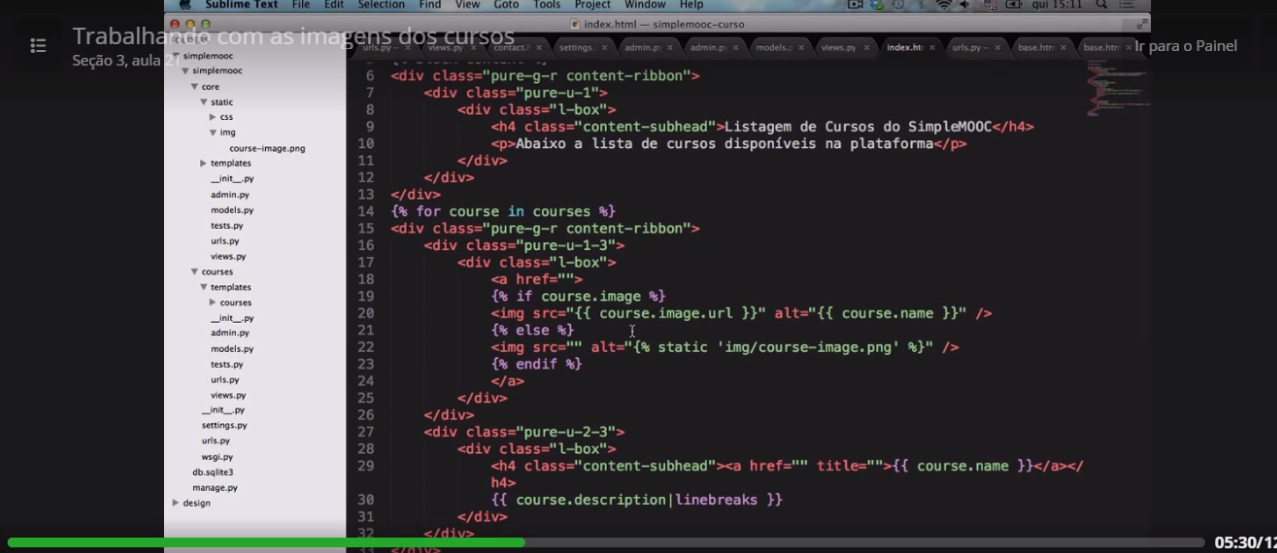 Sublime Text File Edit Selection Find View Goto Tools Project Window Help qui 15:11
index.html — simplemooc-curso
Trabalhando com as imagens dos cursos
Seção 3, aula 21
Ir para o Painel
urls.py — views.py contact.h settings. admin.py admin.py models.p views.py index.ht urls.py — base.htm base.htm
simplemooc
simplemooc
core
static
css
img
course-image.png
templates
__init__.py
admin.py
models.py
tests.py
urls.py
views.py
courses
templates
courses
__init__.py
admin.py
models.py
tests.py
urls.py
views.py
__init__.py
settings.py
urls.py
wsgi.py
db.sqlite3
manage.py
design
6 <div class="pure-g-r content-ribbon">
7 <div class="pure-u-1">
8 <div class="l-box">
9 <h4 class="content-subhead">Listagem de Cursos do SimpleMOOC</h4>
10 <p>Abaixo a lista de cursos disponíveis na plataforma</p>
11 </div>
12 </div>
13 </div>
14 {% for course in courses %}
15 <div class="pure-g-r content-ribbon">
16 <div class="pure-u-1-3">
17 <div class="l-box">
18 <a href="">
19 {% if course.image %}
20 <img src="{{ course.image.url }}" alt="{{ course.name }}" />
21 {% else %}
22 <img src="" alt="{% static 'img/course-image.png' %}" />
23 {% endif %}
24 </a>
25 </div>
26 </div>
27 <div class="pure-u-2-3">
28 <div class="l-box">
29 <h4 class="content-subhead"><a href="" title="">{{ course.name }}</a></
h4>
30 {{ course.description|linebreaks }}
31 </div>
32 </div>
33 </div>
05:30/12